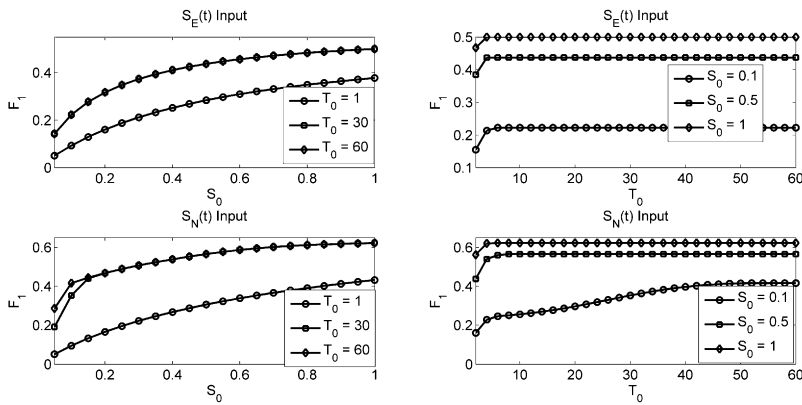 S_E(t) Input
F_1
0.4
0.2
0
0.2
0.4
0.6
0.8
1
S_0
T_0 = 1
T_0 = 30
T_0 = 60
S_E(t) Input
F_1
0.5
0.4
0.3
0.2
0.1
10
20
30
40
50
60
T_0
S_0 = 0.1
S_0 = 0.5
S_0 = 1
S_N(t) Input
F_1
0.6
0.4
0.2
0
0.2
0.4
0.6
0.8
1
S_0
T_0 = 1
T_0 = 30
T_0 = 60
S_N(t) Input
F_1
0.6
0.4
0.2
0
10
20
30
40
50
60
T_0
S_0 = 0.1
S_0 = 0.5
S_0 = 1